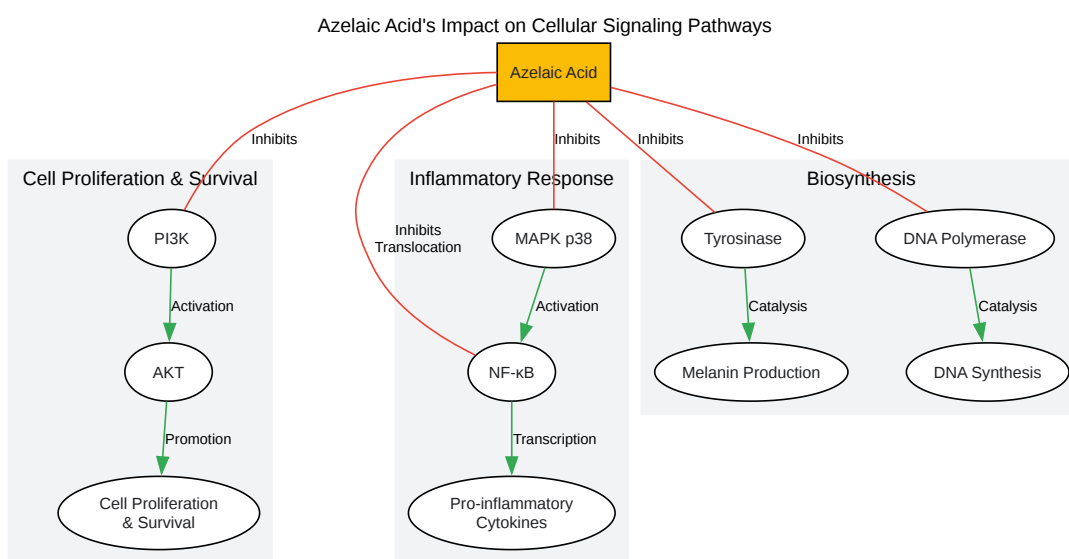 Azelaic Acid's Impact on Cellular Signaling Pathways
Azelaic Acid
Inhibits
Inhibits
Inhibits
Inhibits
Cell Proliferation & Survival
Inflammatory Response
Biosynthesis
PI3K
Inhibits
Translocation
MAPK p38
Tyrosinase
DNA Polymerase
Activation
Activation
Catalysis
Catalysis
AKT
NF-κB
Melanin Production
DNA Synthesis
Promotion
Transcription
Cell Proliferation
& Survival
Pro-inflammatory
Cytokines